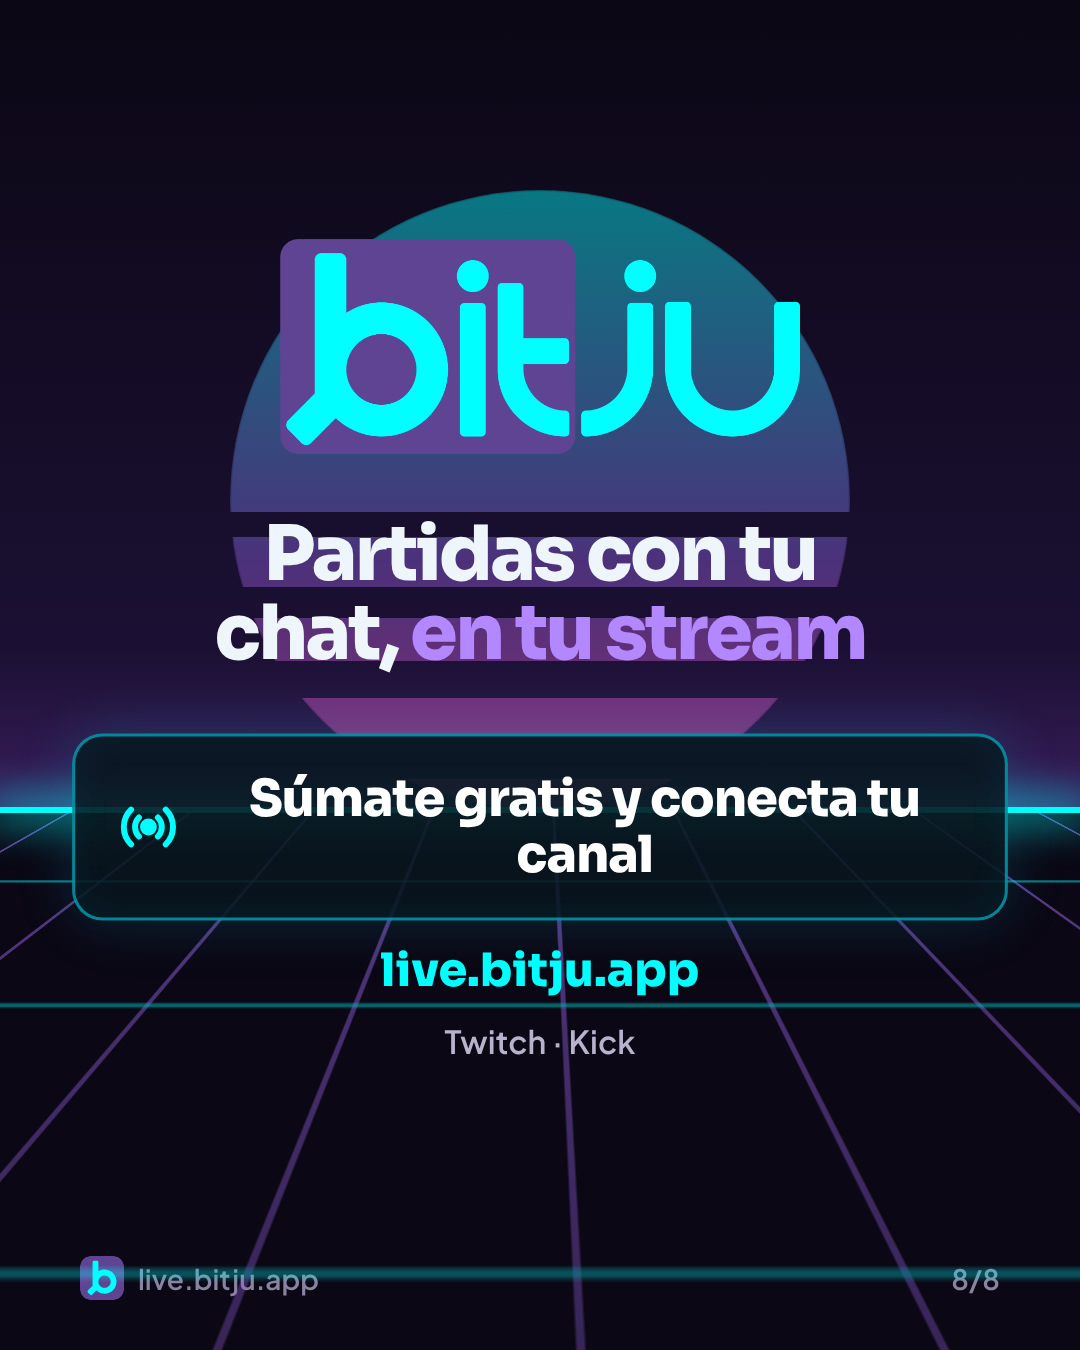 bitju
Partidas con tu
chat, en tu stream
Súmate gratis y conecta tu
canal
live.bitju.app
Twitch · Kick
b live.bitju.app
8/8